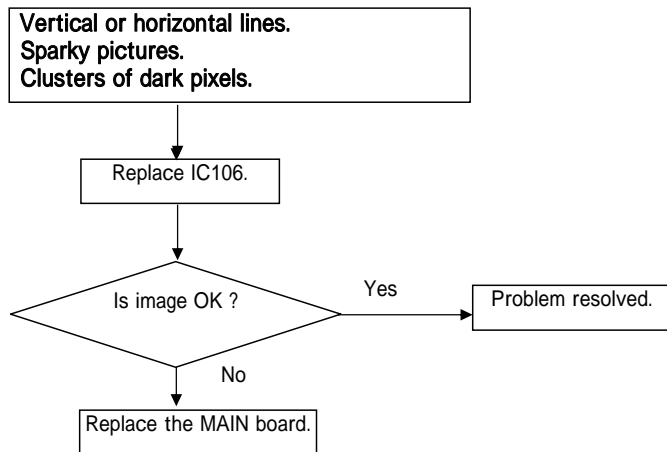 Vertical or horizontal lines.
Sparky pictures.
Clusters of dark pixels.
Replace IC106.
Is image OK ?
Yes
Problem resolved.
No
Replace the MAIN board.